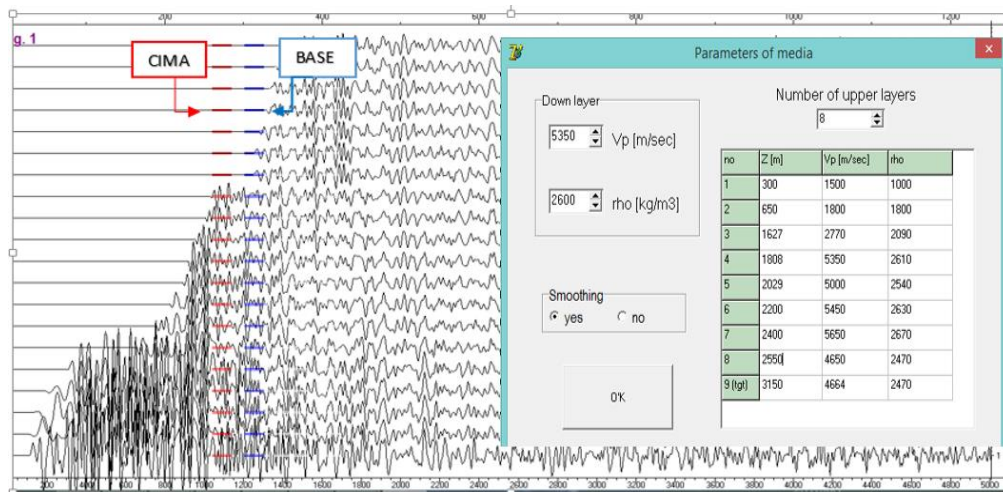 200 400 600 800 1000 1200
g. 1
CIMA
BASE
Parameters of media
Down layer
5350 Vp [m/sec]
2600 rho [kg/m3]
Number of upper layers
8
no Z [m] Vp [m/sec] rho
1 300 1500 1000
2 650 1800 1800
3 1627 2770 2090
4 1808 5350 2610
5 2029 5000 2540
6 2200 5450 2630
7 2400 5650 2670
8 2550 4650 2470
9 (tgt) 3150 4664 2470
Smoothing
yes no
O'K
1
200 400 600 800 1000 1200 1400 1600 1800 2000 2200 2400 2600 2800 3000 3200 3400 3600 3800 4000 4200 4400 4600 4800 5000